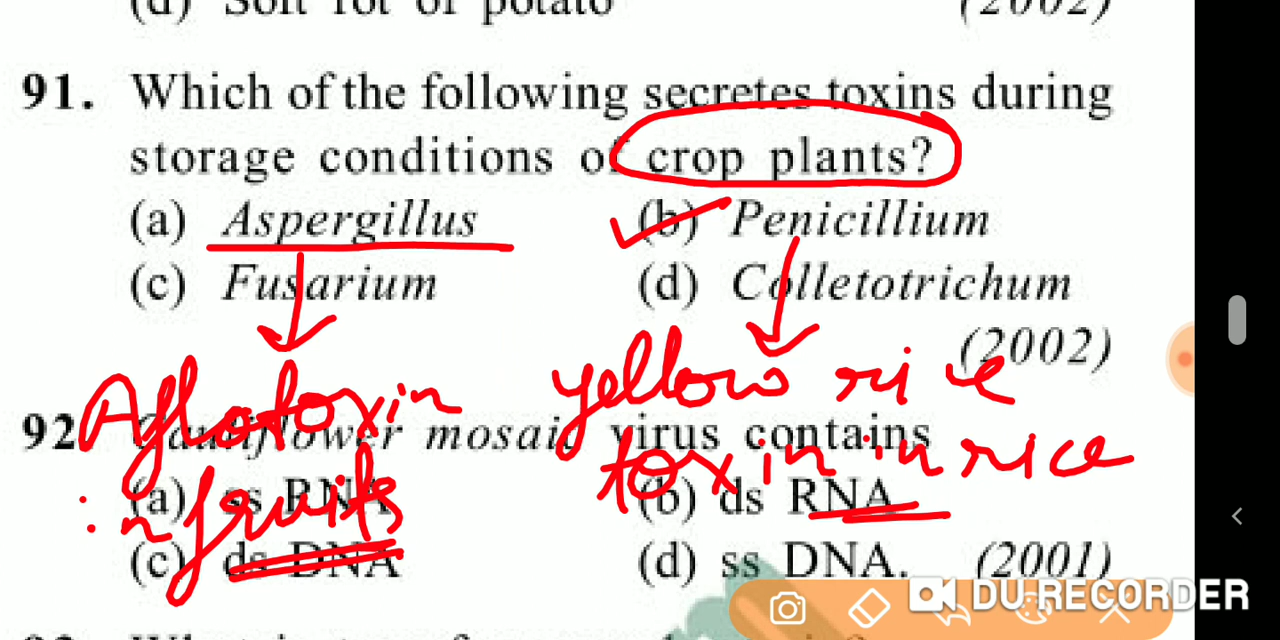 (d) Soft rot of potato (2002)
91. Which of the following secretes toxins during
storage conditions of crop plants?
(a) Aspergillus (b) Penicillium
(c) Fusarium (d) Colletotrichum
(2002)
Aflotoxin
in fruits
yellow rice
toxin in rice
92. Cauliflower mosaic virus contains
(a) ss RNA (b) ds RNA
(c) ds DNA (d) ss DNA. (2001)
DU RECORDER